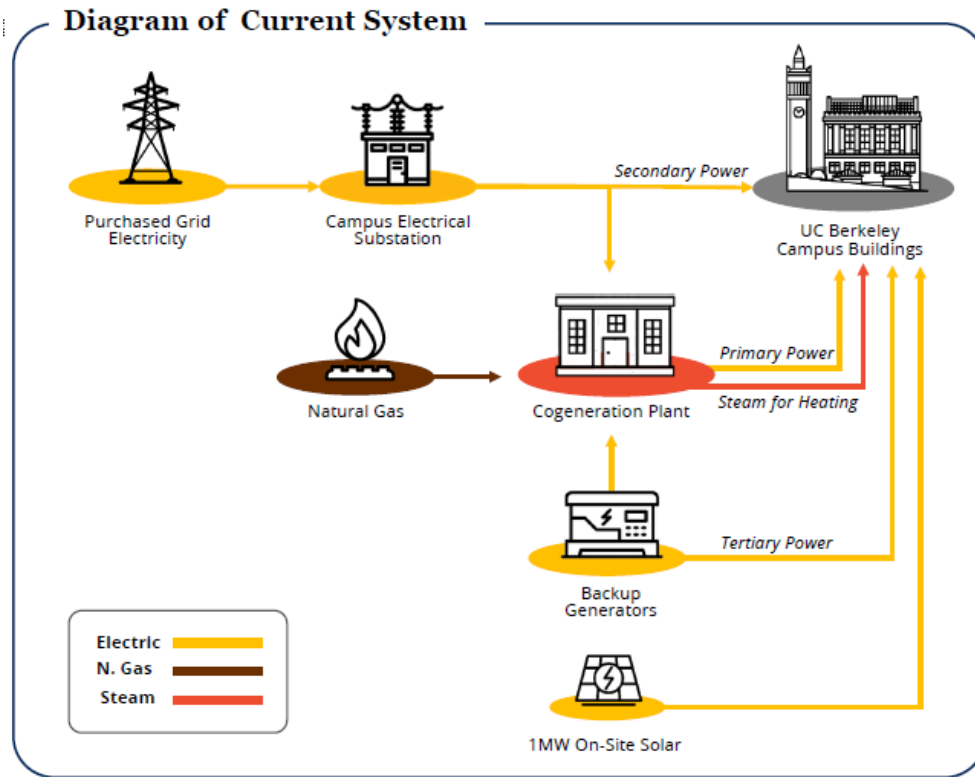 Diagram of Current System
Secondary Power
Purchased Grid
Electricity
Campus Electrical
Substation
UC Berkeley
Campus Buildings
Natural Gas
Cogeneration Plant
Primary Power
Steam for Heating
Backup
Generators
Tertiary Power
Electric
N. Gas
Steam
1MW On-Site Solar